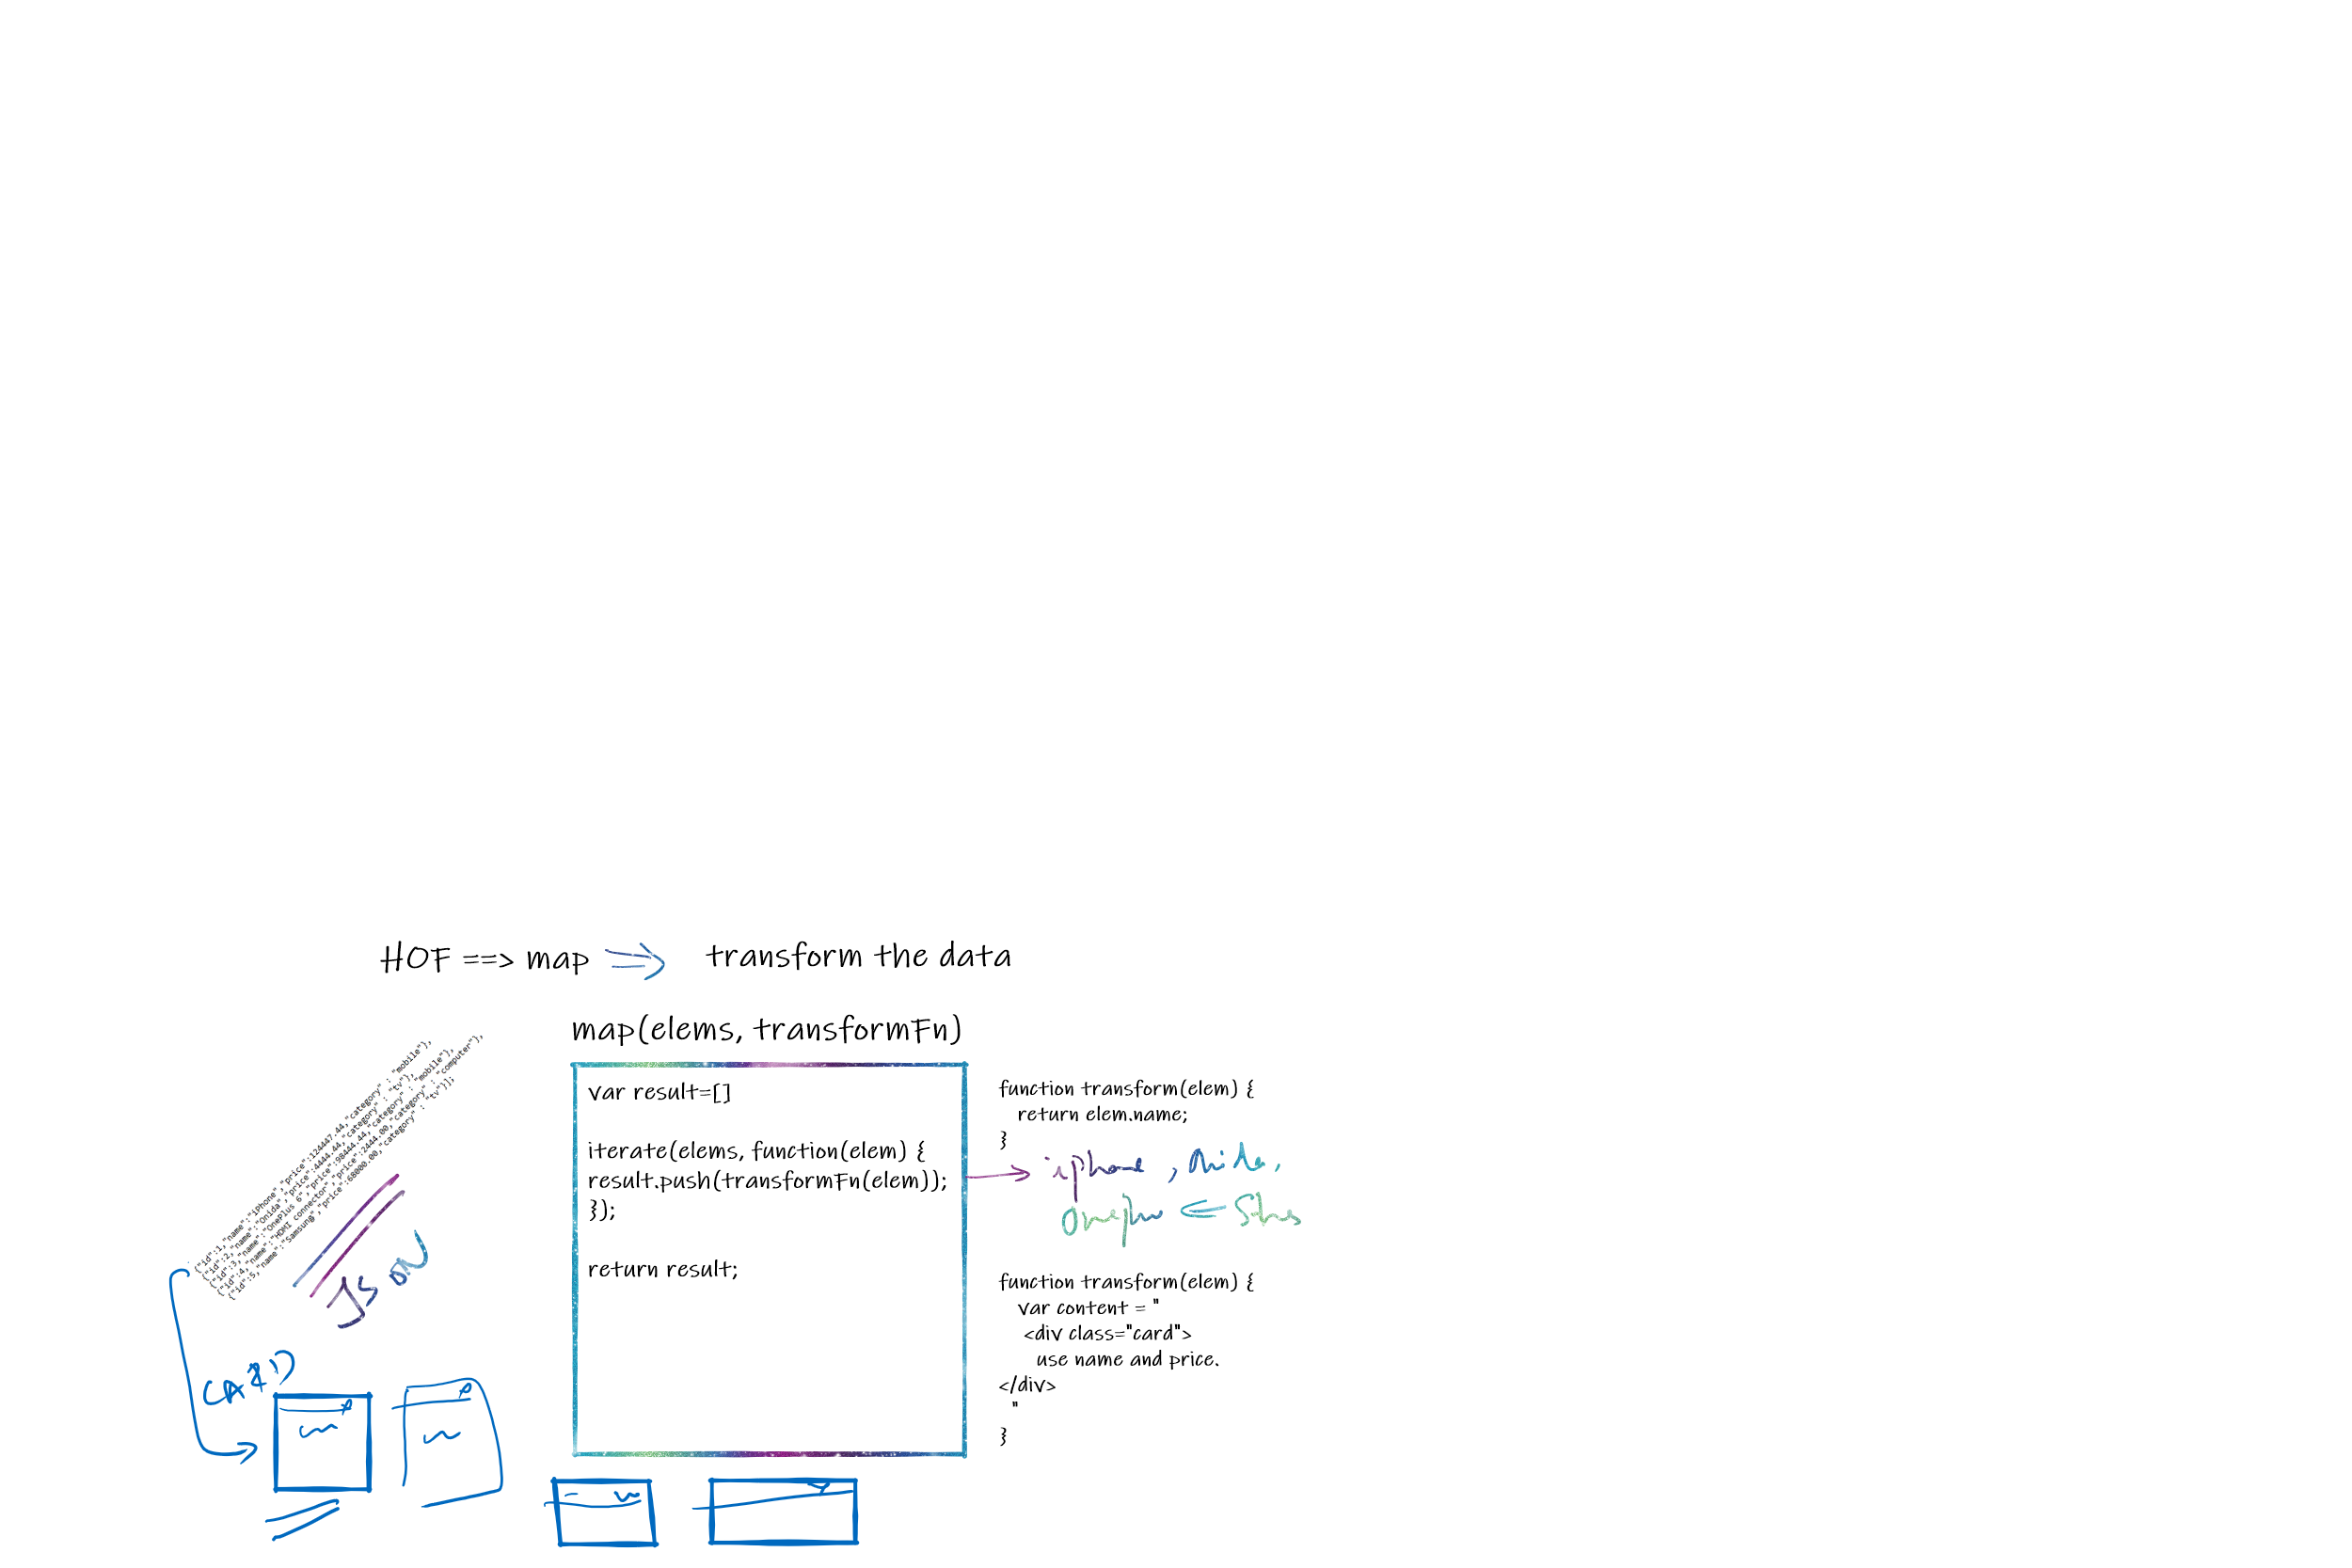 HOF ==> map => transform the data
map(elems, transformFn)
{"id":1,"name":"iPhone","price":124447.44,"category" : "mobile"},
{"id":2,"name":"Onida","price":4444.44,"category" : "tv"},
{"id":3,"name":"OnePlus 6","price":98444.44,"category" : "mobile"},
{"id":4,"name":"HDMI connector","price":2444.00,"category" : "computer"},
{"id":5,"name":"Samsung","price":68000.00,"category" : "tv"}];
JSON
CARD
var result=[]
iterate(elems, function(elem) {
result.push(transformFn(elem));
});
return result;
function transform(elem) {
return elem.name;
}
iphone, Onida,
function transform(elem) {
var content = "
<div class="card">
use name and price.
</div>
"
}